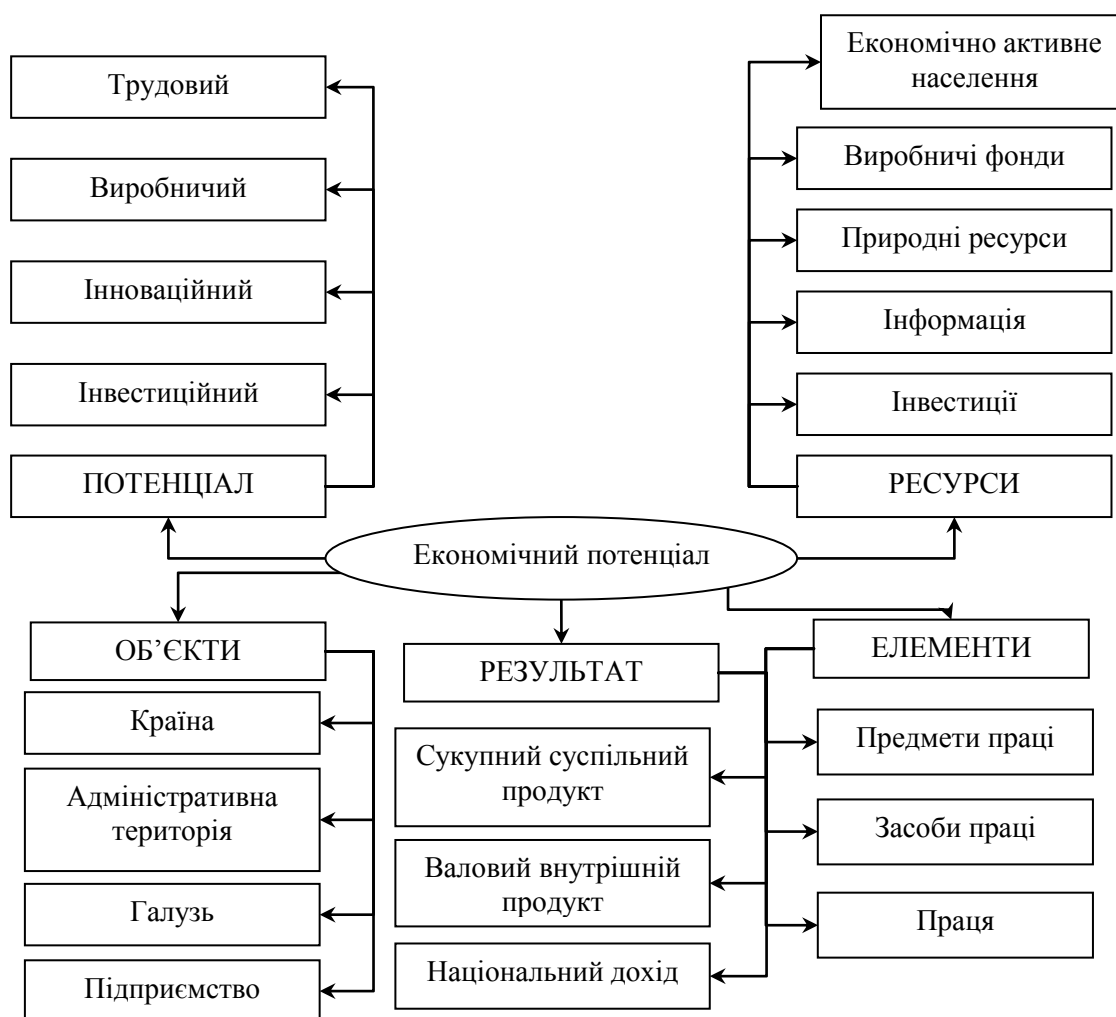 Трудовий
Виробничий
Інноваційний
Інвестиційний
ПОТЕНЦІАЛ
Економічно активне
населення
Виробничі фонди
Природні ресурси
Інформація
Інвестиції
РЕСУРСИ
Економічний потенціал
ОБ’ЄКТИ
Країна
Адміністративна
територія
Галузь
Підприємство
РЕЗУЛЬТАТ
Сукупний суспільний
продукт
Валовий внутрішній
продукт
Національний дохід
ЕЛЕМЕНТИ
Предмети праці
Засоби праці
Праця